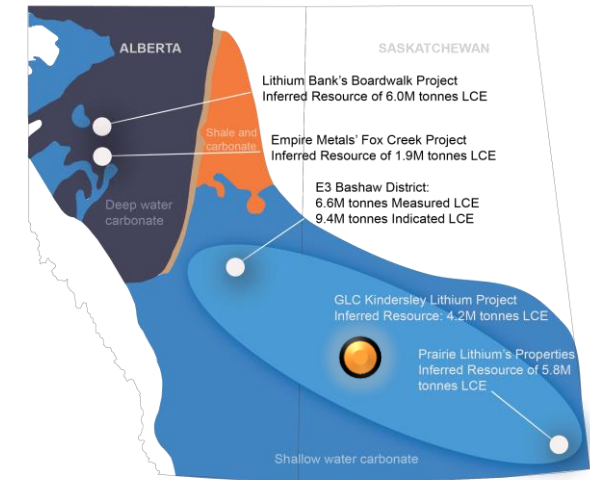 ALBERTA
SASKATCHEWAN
Lithium Bank's Boardwalk Project
Inferred Resource of 6.0M tonnes LCE
Shale and
carbonate
Empire Metals' Fox Creek Project
Inferred Resource of 1.9M tonnes LCE
E3 Bashaw District:
6.6M tonnes Measured LCE
9.4M tonnes Indicated LCE
Deep water
carbonate
GLC Kindersley Lithium Project
Inferred Resource: 4.2M tonnes LCE
Prairie Lithium's Properties
Inferred Resource of 5.8M
tonnes LCE
Shallow water carbonate